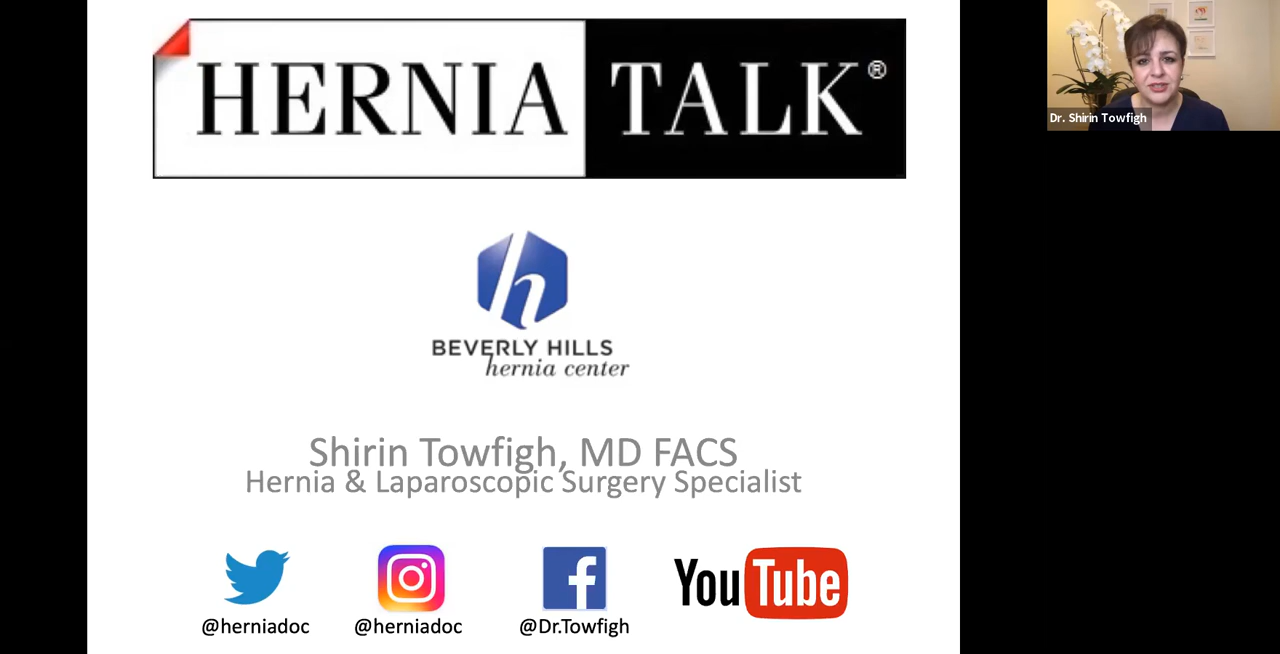 HERNIA TALK®
Dr. Shirin Towfigh
h
BEVERLY HILLS
hernia center
Shirin Towfigh, MD FACS
Hernia & Laparoscopic Surgery Specialist
YouTube
@herniadoc @herniadoc @Dr.Towfigh